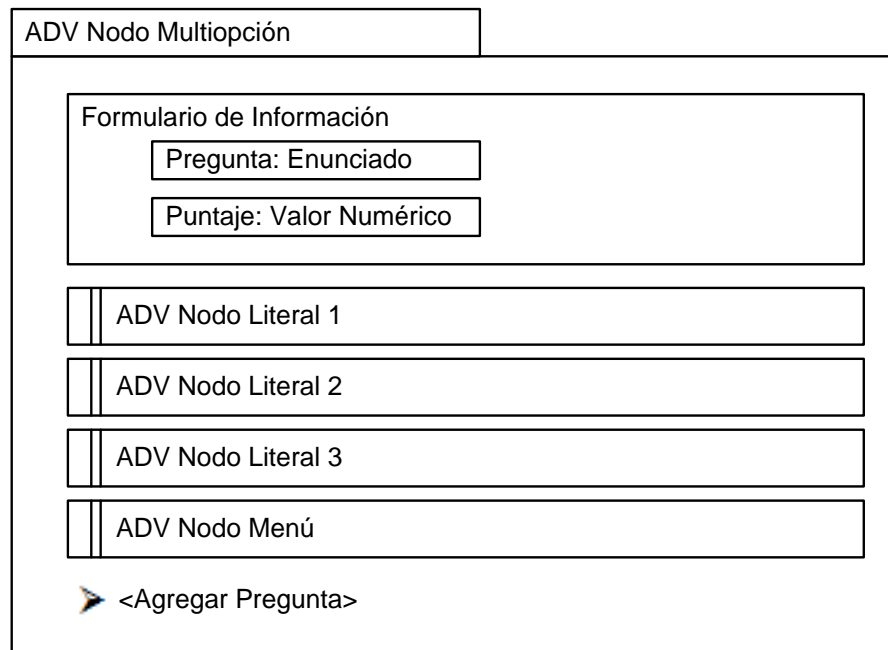 ADV Nodo Multiopción
Formulario de Información
Pregunta: Enunciado
Puntaje: Valor Numérico
ADV Nodo Literal 1
ADV Nodo Literal 2
ADV Nodo Literal 3
ADV Nodo Menú
<Agregar Pregunta>